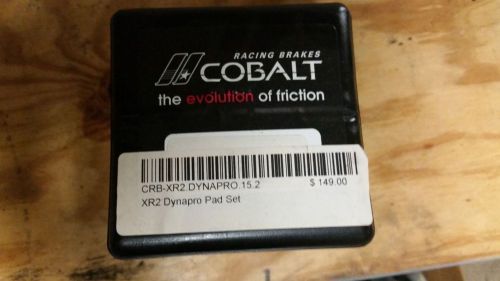 RACING BRAKES
COBALT
the evolution of friction
CRB-XR2.DYNAPRO.15.2 $ 149.00
XR2 Dynapro Pad Set